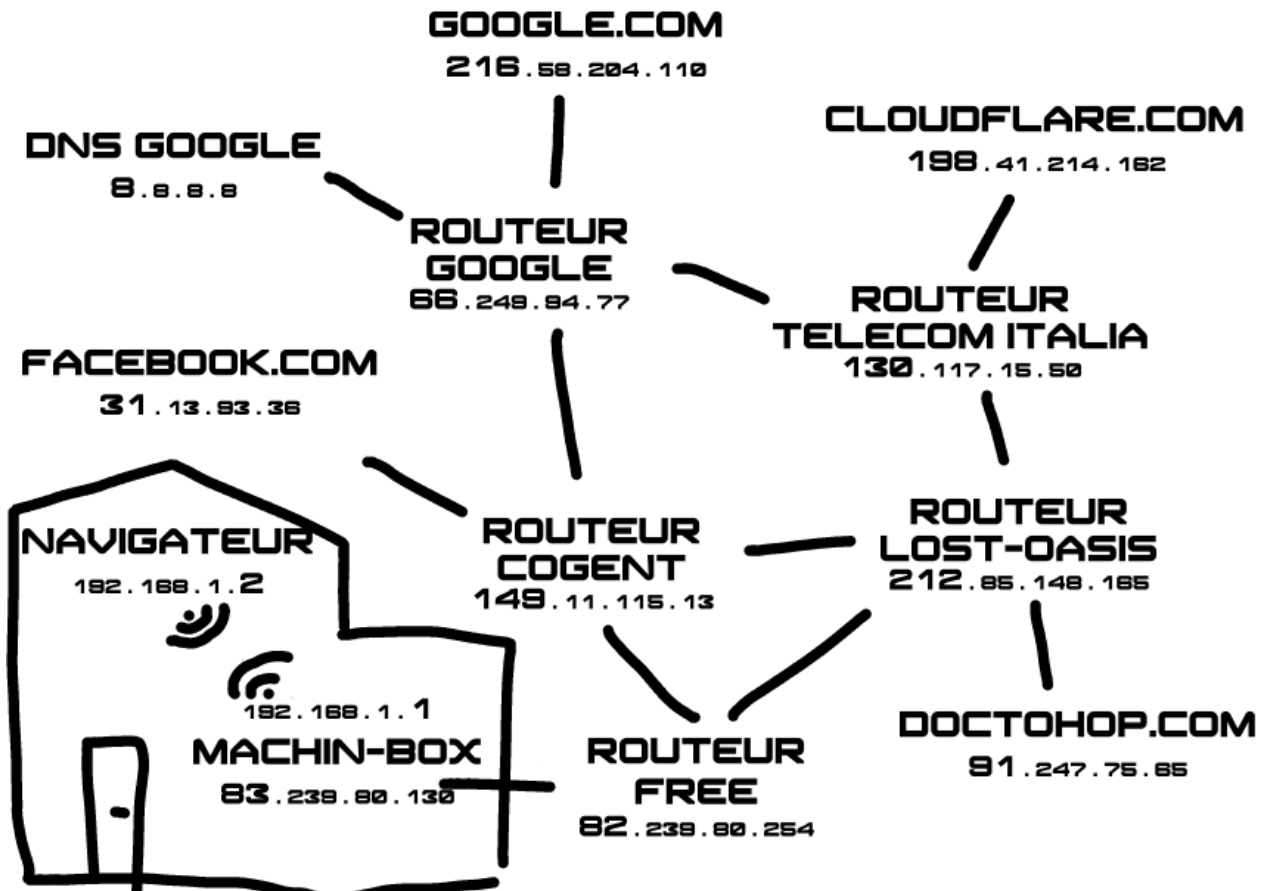 GOOGLE.COM
216.58.204.110
CLOUDFLARE.COM
198.41.214.162
DNS GOOGLE
8.8.8.8
ROUTEUR
GOOGLE
66.249.94.77
ROUTEUR
TELECOM ITALIA
130.117.15.50
FACEBOOK.COM
31.13.93.36
NAVIGATEUR
192.168.1.2
ROUTEUR
COGENT
149.11.115.13
ROUTEUR
LOST-OASIS
212.85.148.165
192.168.1.1
MACHIN-BOX
83.239.80.130
ROUTEUR
FREE
82.239.80.254
DOCTOHOP.COM
91.247.75.65